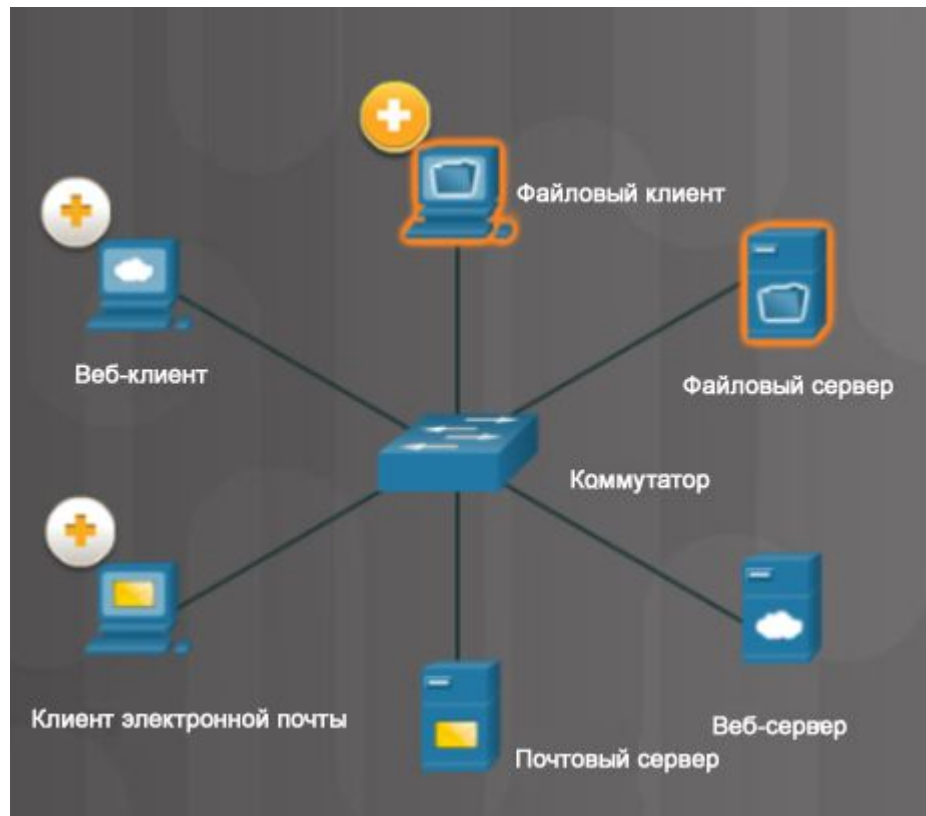 Файловый клиент
Веб-клиент
Файловый сервер
Коммутатор
Клиент электронной почты
Веб-сервер
Почтовый сервер